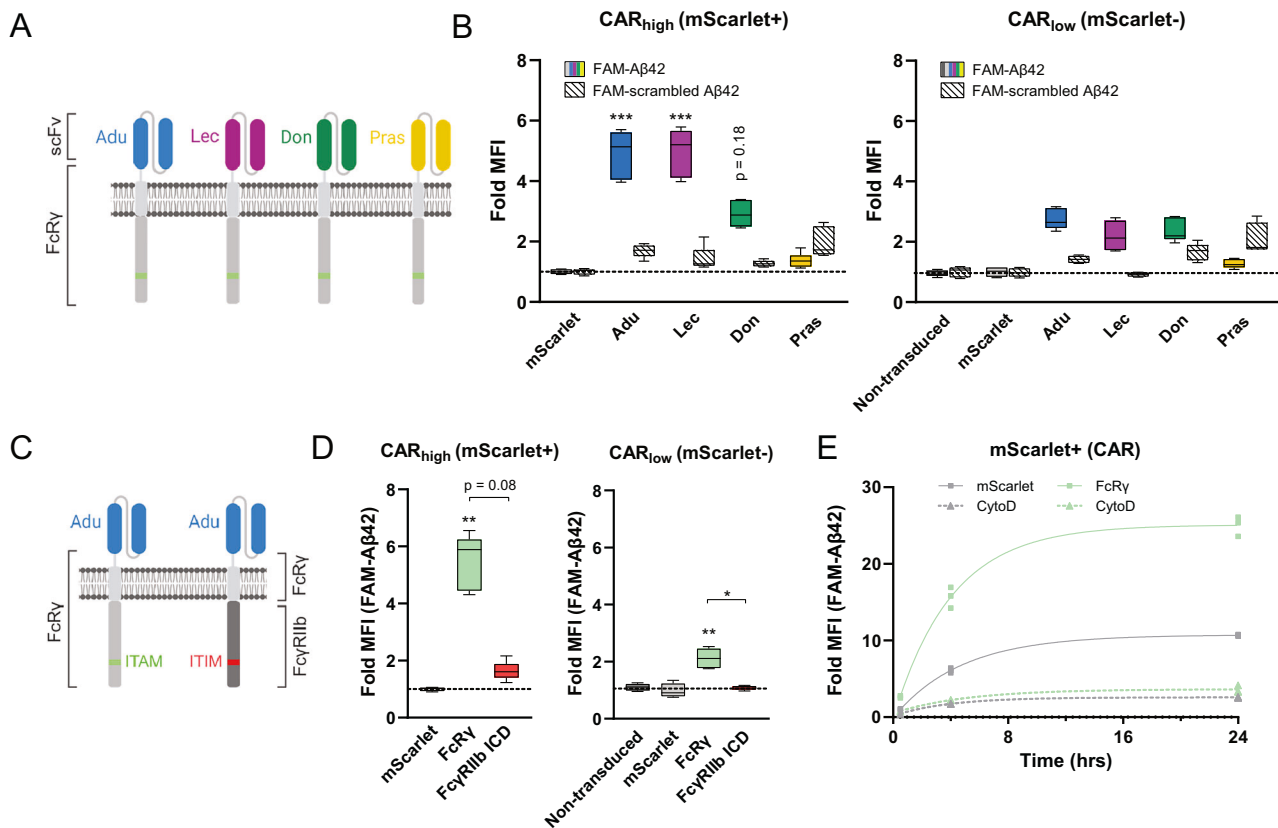 A
scFv
FcRγ
Adu
Lec
Don
Pras
B
CARhigh (mScarlet+)
Fold MFI
8
6
4
2
0
FAM-Aβ42
FAM-scrambled Aβ42
***
***
p = 0.18
mScarlet
Adu
Lec
Don
Pras
CARlow (mScarlet-)
Fold MFI
8
6
4
2
0
FAM-Aβ42
FAM-scrambled Aβ42
Non-transduced
mScarlet
Adu
Lec
Don
Pras
C
Adu
Adu
FcRγ
FcRγ
FcγRIIb
ITAM
ITIM
D
CARhigh (mScarlet+)
Fold MFI (FAM-Aβ42)
8
6
4
2
0
p = 0.08
**
mScarlet
FcRγ
FcγRIIb ICD
CARlow (mScarlet-)
Fold MFI (FAM-Aβ42)
8
6
4
2
0
*
**
Non-transduced
mScarlet
FcRγ
FcγRIIb ICD
E
mScarlet+ (CAR)
Fold MFI (FAM-Aβ42)
30
20
10
0
mScarlet
FcRγ
CytoD
CytoD
0
8
16
24
Time (hrs)